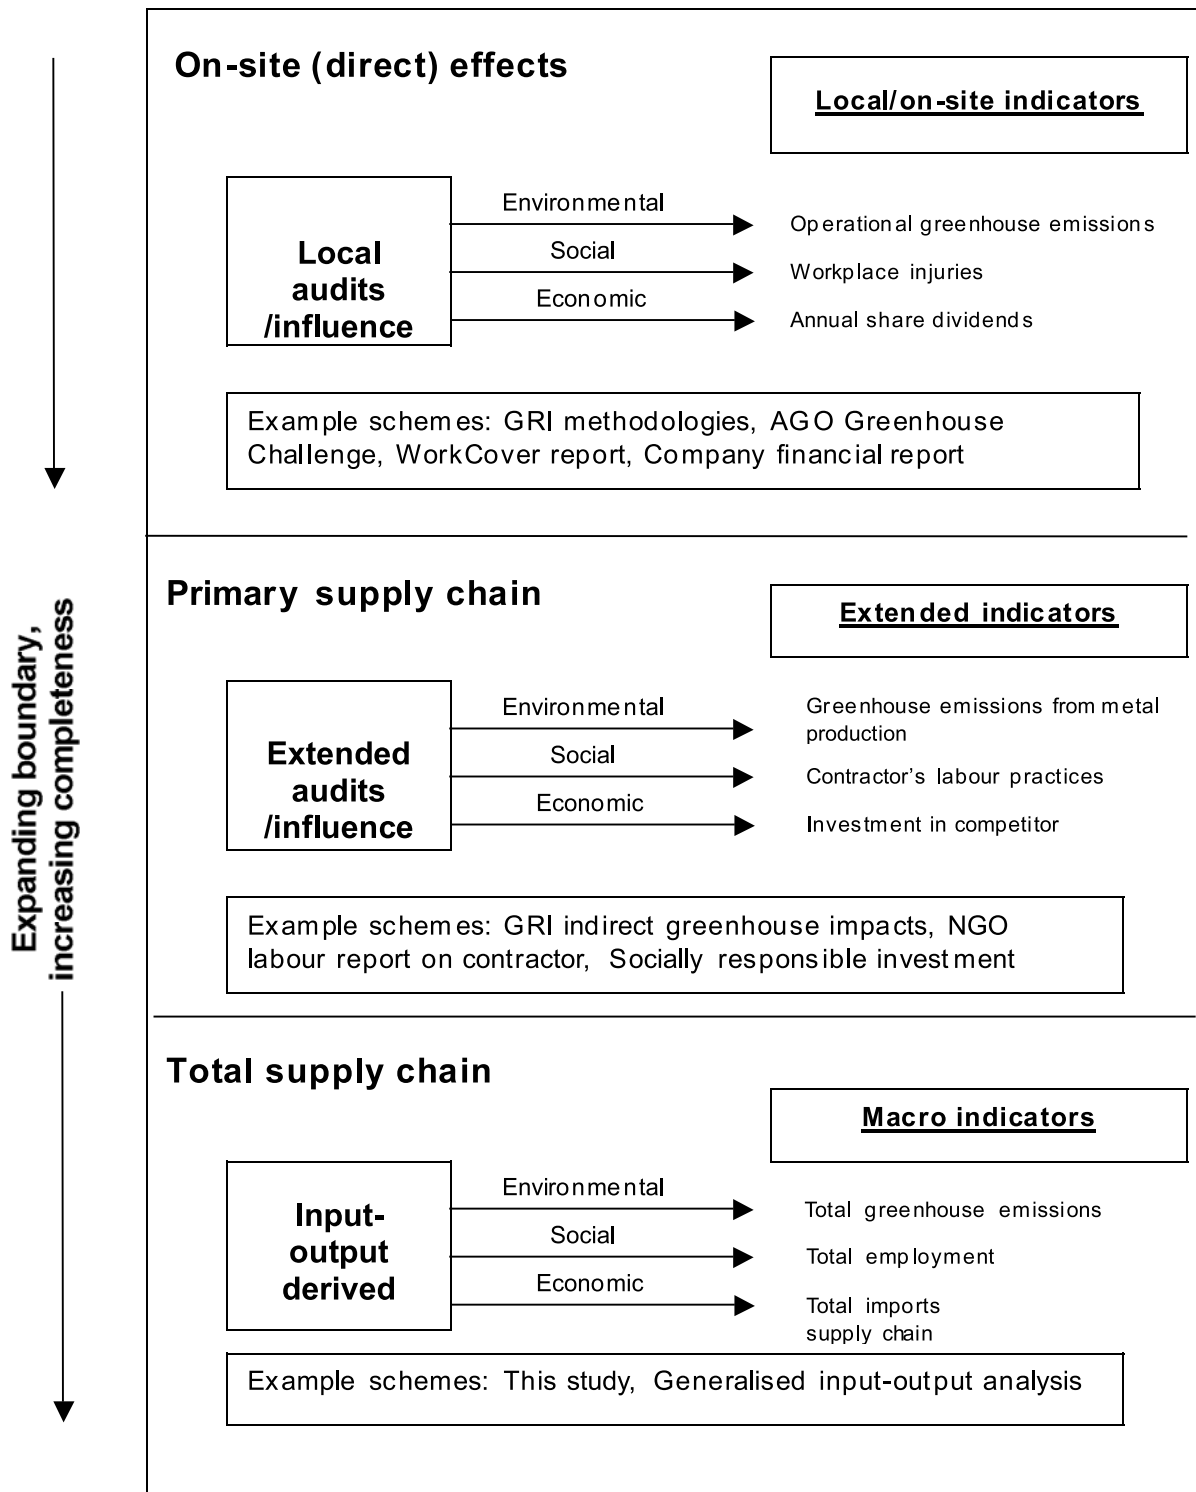 On-site (direct) effects
Local/on-site indicators
Local
audits
/influence
Environmental
Operational greenhouse emissions
Social
Workplace injuries
Economic
Annual share dividends
Example schemes: GRI methodologies, AGO Greenhouse
Challenge, WorkCover report, Company financial report
Expanding boundary,
increasing completeness
Primary supply chain
Extended indicators
Extended
audits
/influence
Environmental
Greenhouse emissions from metal
production
Social
Contractor's labour practices
Economic
Investment in competitor
Example schemes: GRI indirect greenhouse impacts, NGO
labour report on contractor, Socially responsible investment
Total supply chain
Macro indicators
Input-
output
derived
Environmental
Total greenhouse emissions
Social
Total employment
Economic
Total imports
supply chain
Example schemes: This study, Generalised input-output analysis